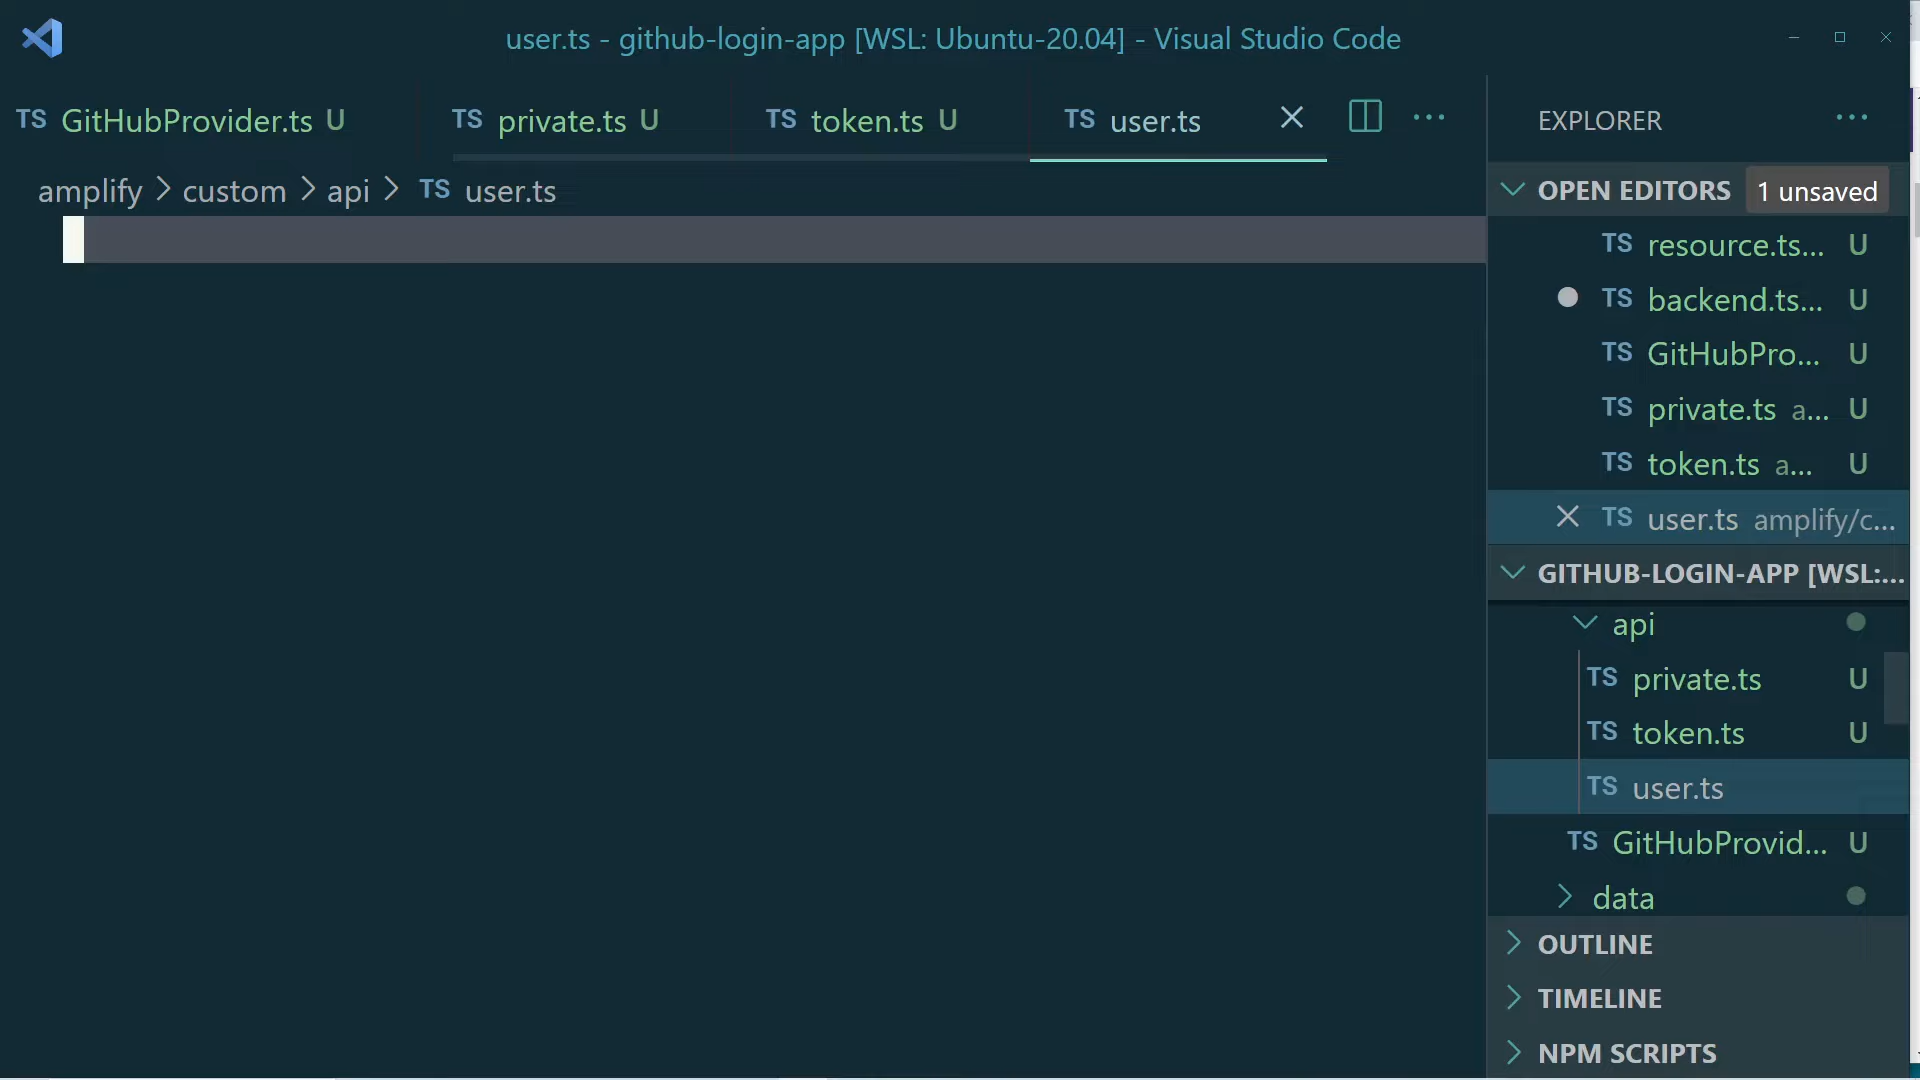 user.ts - github-login-app [WSL: Ubuntu-20.04] - Visual Studio Code
TS GitHubProvider.ts U
TS private.ts U
TS token.ts U
TS user.ts
amplify > custom > api > TS user.ts
EXPLORER
OPEN EDITORS 1 unsaved
TS resource.ts... U
TS backend.ts... U
TS GitHubPro... U
TS private.ts a... U
TS token.ts a... U
TS user.ts amplify/c...
GITHUB-LOGIN-APP [WSL:...
api
TS private.ts U
TS token.ts U
TS user.ts
TS GitHubProvid... U
data
OUTLINE
TIMELINE
NPM SCRIPTS